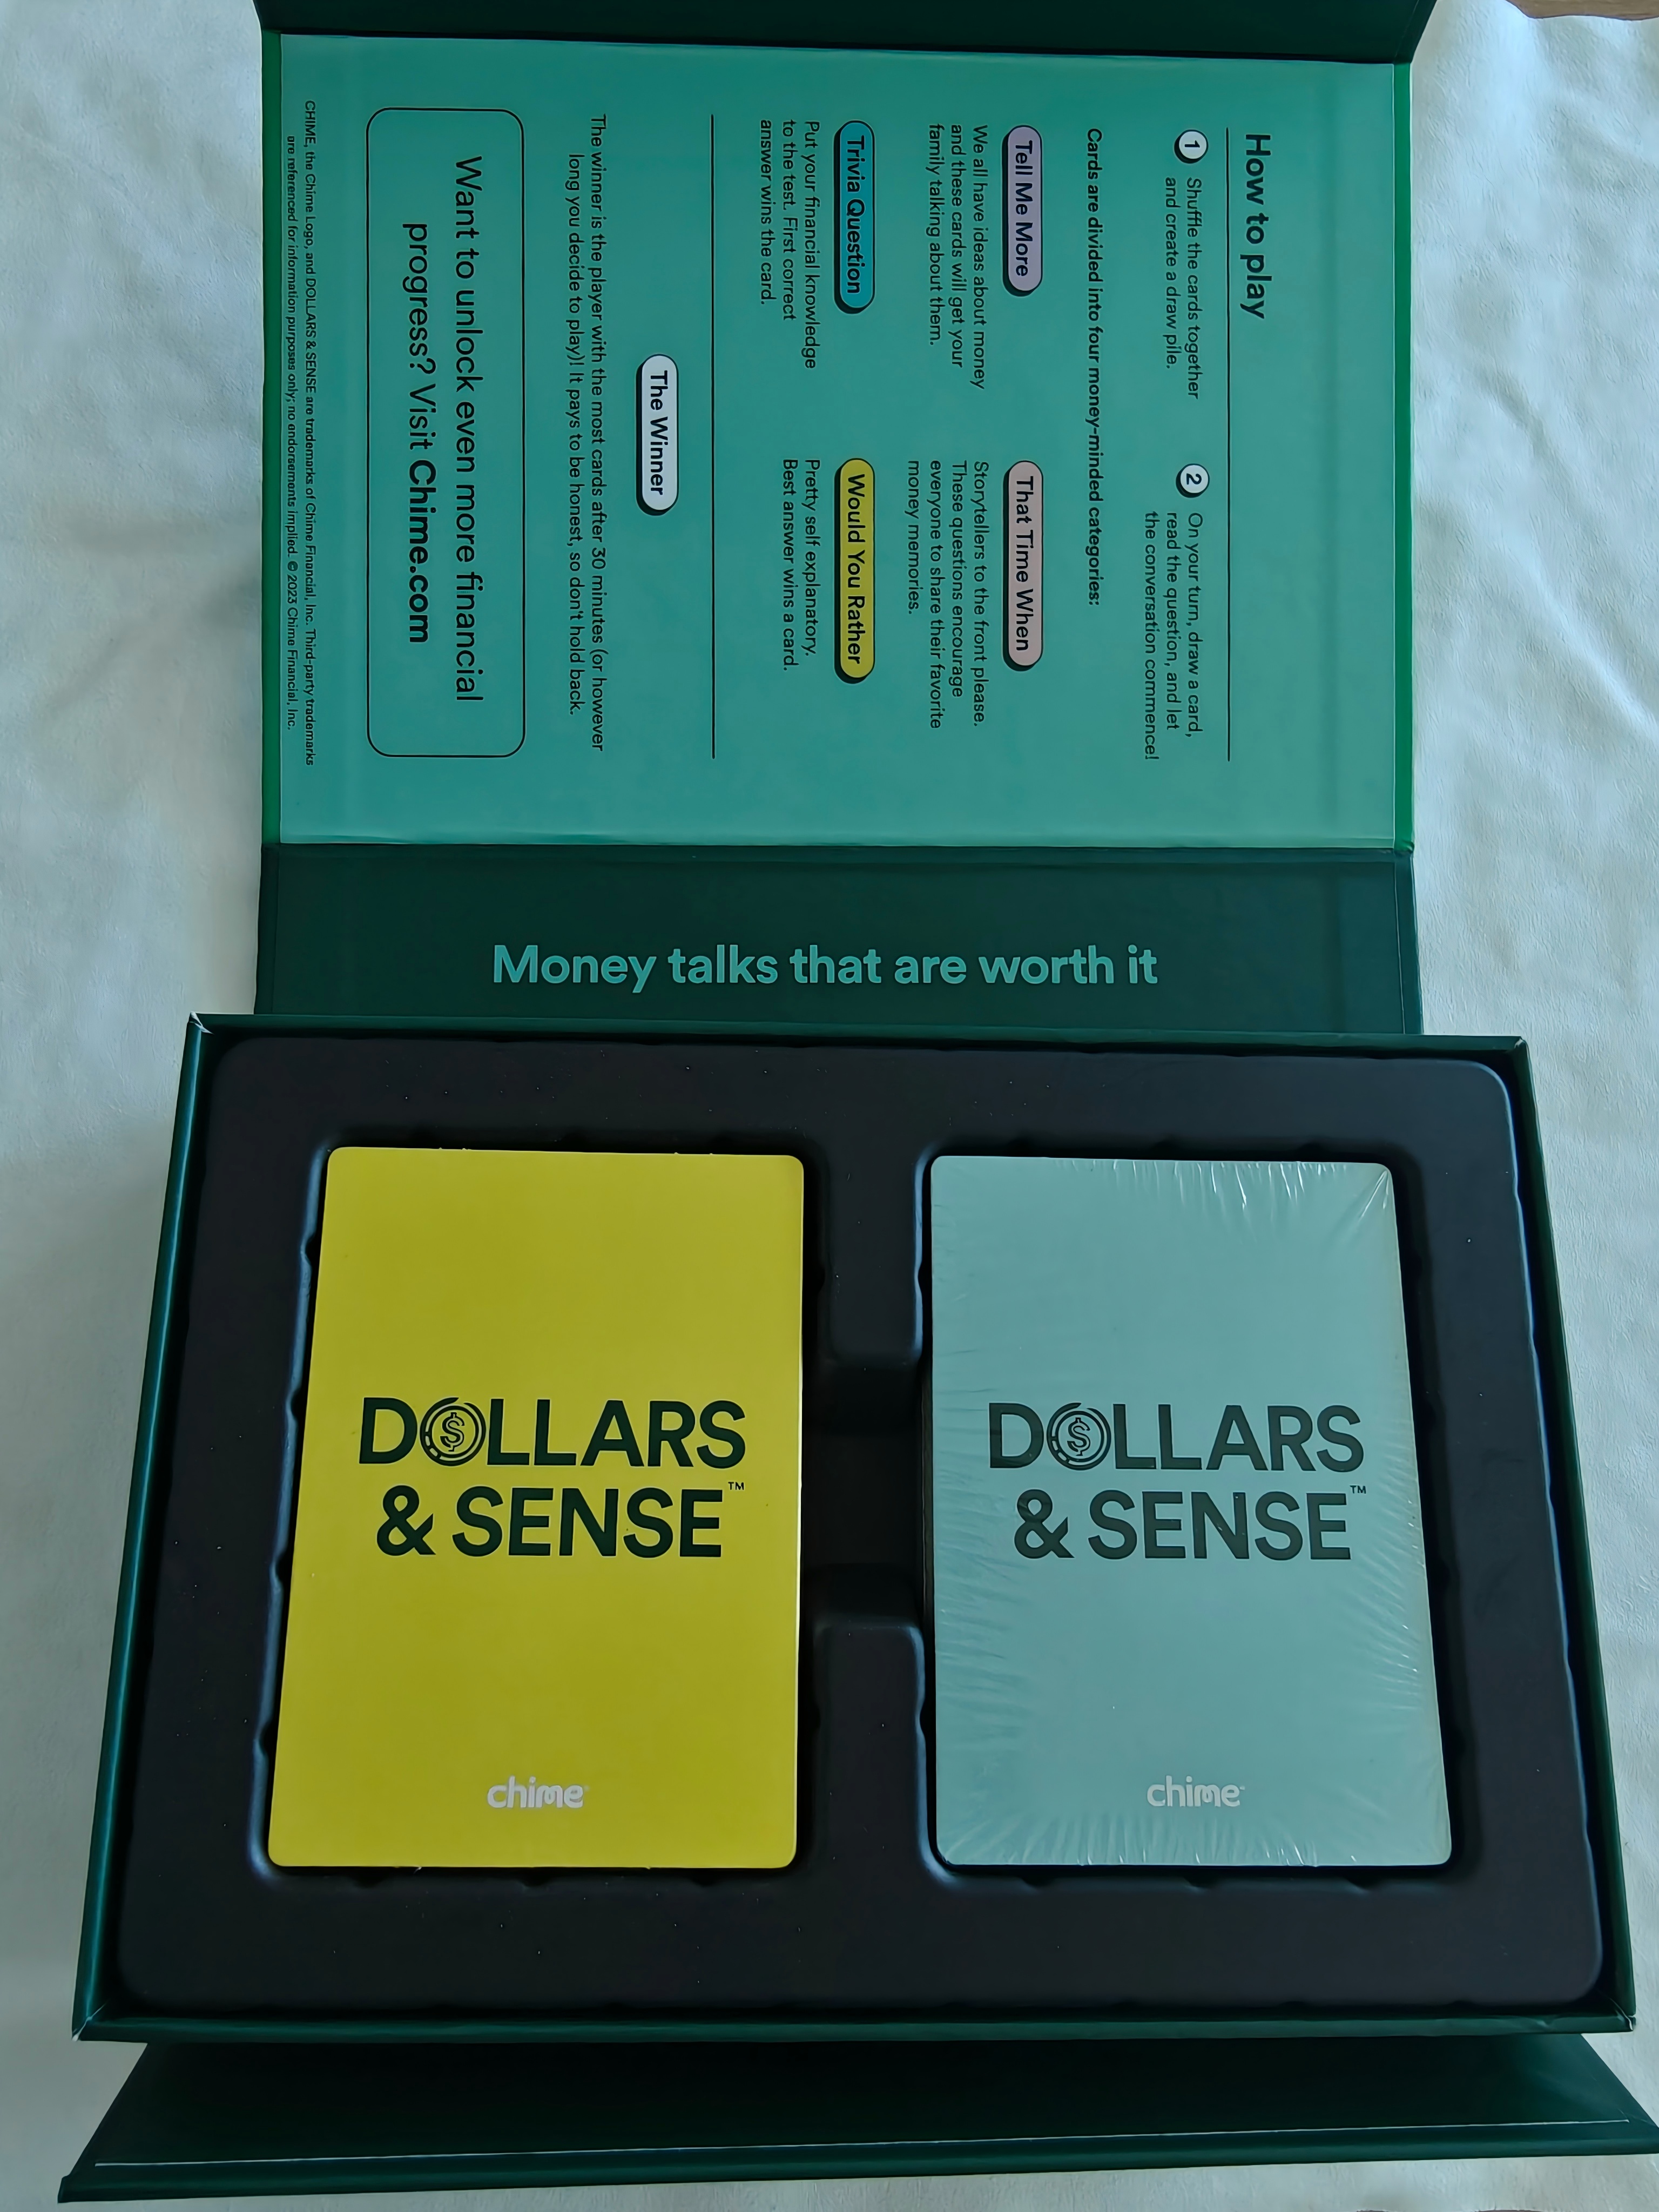 How to play
1
Shuffle the cards together
and create a draw pile.
2
On your turn, draw a card,
read the question, and let
the conversation commence!
Cards are divided into four money-minded categories:
Tell Me More
We all have ideas about money
and these cards will get your
family talking about them.
That Time When
Storytellers to the front please.
These questions encourage
everyone to share their favorite
money memories.
Trivia Question
Put your financial knowledge
to the test. First correct
answer wins the card.
Would You Rather
Pretty self explanatory.
Best answer wins a card.
The Winner
The winner is the player with the most cards after 30 minutes (or however
long you decide to play)! It pays to be honest, so don't hold back.
Want to unlock even more financial
progress? Visit Chime.com
CHIME, the Chime Logo, and DOLLARS & SENSE are trademarks of Chime Financial, Inc. Third-party trademarks
are referenced for information purposes only; no endorsements implied. © 2023 Chime Financial, Inc.
Money talks that are worth it
DOLLARS
& SENSE™
chime
DOLLARS
& SENSE™
chime